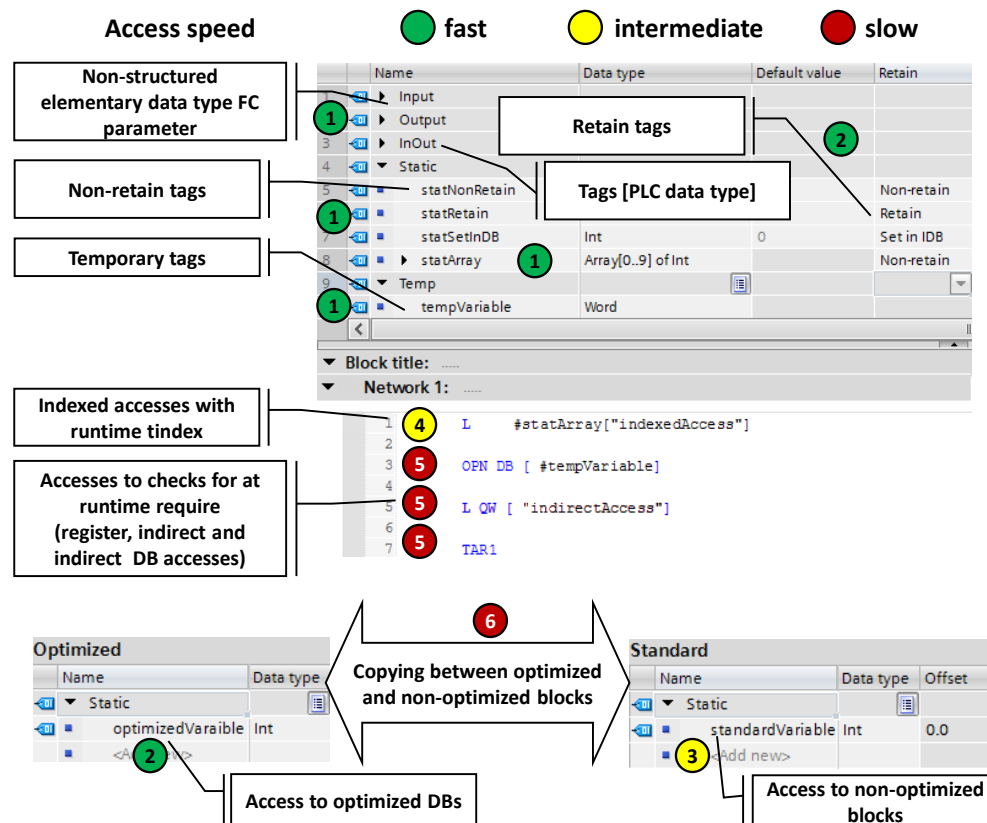 Access speed fast intermediate slow
Non-structured
elementary data type FC
parameter
Non-retain tags
Temporary tags
Name Data type Default value Retain
1 Input
1 Output
3 InOut
4 Static
5 statNonRetain Non-retain
1 statRetain Retain
7 statSetInDB Int 0 Set in IDB
8 statArray 1 Array[0..9] of Int Non-retain
9 Temp
1 tempVariable Word
Retain tags
2
Tags [PLC data type]
Block title: .....
Network 1: .....
Indexed accesses with
runtime tindex
Accesses to checks for at
runtime require
(register, indirect and
indirect DB accesses)
1 4 L #statArray["indexedAccess"]
2
3 5 OPN DB [ #tempVariable]
4
5 5 L QW [ "indirectAccess"]
6
7 5 TAR1
6
Copying between optimized
and non-optimized blocks
Optimized
Name Data type
Static
optimizedVaraible Int
2
Access to optimized DBs
Standard
Name Data type Offset
Static
standardVariable Int 0.0
3 <Add new>
Access to non-optimized
blocks